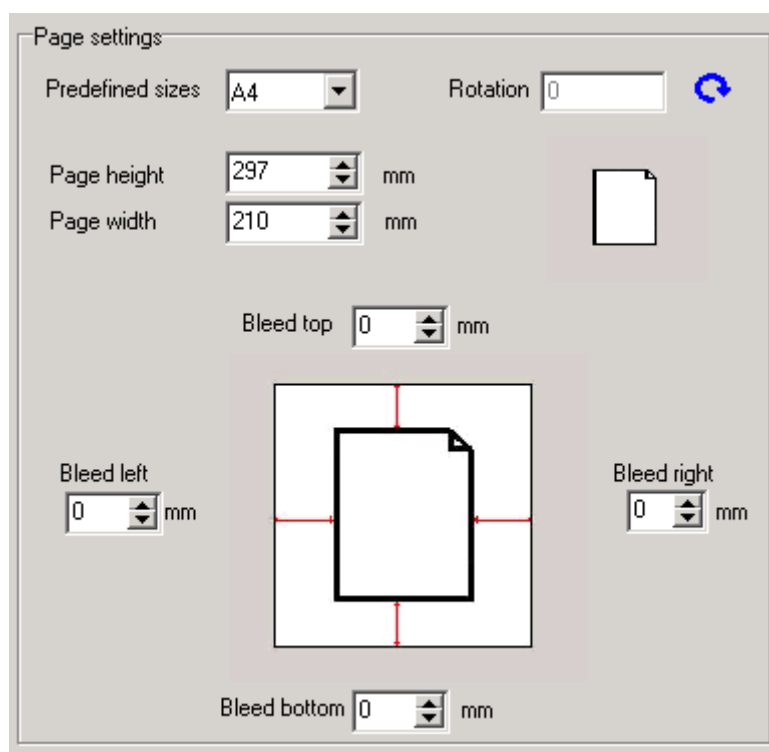 Page settings
Predefined sizes A4 Rotation 0
Page height 297 mm
Page width 210 mm
Bleed top 0 mm
Bleed left Bleed right
0 mm 0 mm
Bleed bottom 0 mm